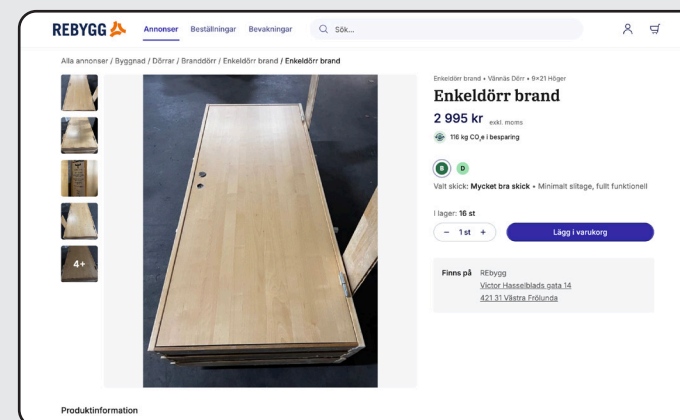 REBYGG
Annonser Beställningar Bevakningar Sök...
Alla annonser / Byggnad / Dörrar / Branddörr / Enkeldörr brand / Enkeldörr brand
4+
Enkeldörr brand • Vännäs Dörr • 9×21 Höger
Enkeldörr brand
2 995 kr exkl. moms
116 kg CO₂e i besparing
B D
Valt skick: Mycket bra skick • Minimalt slitage, fullt funktionell
I lager: 16 st
− 1 st + Lägg i varukorg
Finns på REbygg
Victor Hasselblads gata 14
421 31 Västra Frölunda
Produktinformation